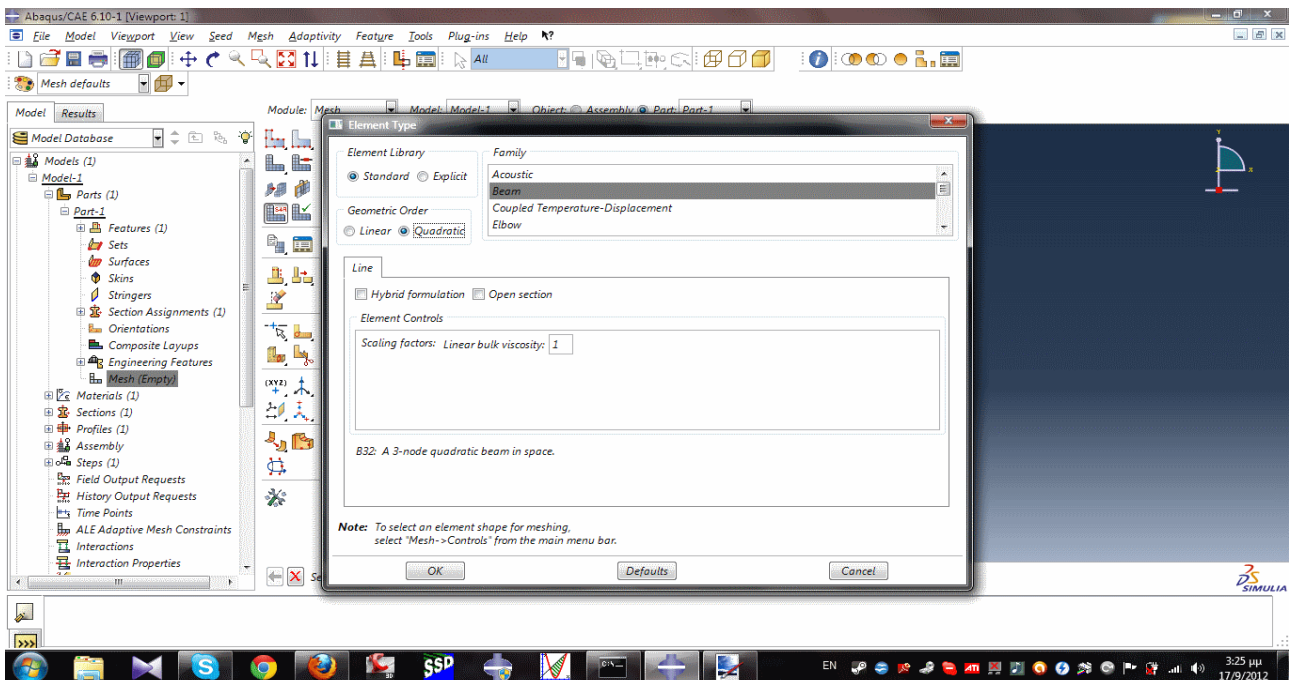 Abaqus/CAE 6.10-1 [Viewport: 1]
File Model Viewport View Seed Mesh Adaptivity Feature Tools Plug-ins Help
All
Mesh defaults
Model Results
Module: Mesh Model: Model-1 Object: Assembly Part: Part-1
Model Database
Models (1)
Model-1
Parts (1)
Part-1
Features (1)
Sets
Surfaces
Skins
Stringers
Section Assignments (1)
Orientations
Composite Layups
Engineering Features
Mesh (Empty)
Materials (1)
Sections (1)
Profiles (1)
Assembly
Steps (1)
Field Output Requests
History Output Requests
Time Points
ALE Adaptive Mesh Constraints
Interactions
Interaction Properties
(XYZ)
Element Type
Element Library
Standard Explicit
Geometric Order
Linear Quadratic
Family
Acoustic
Beam
Coupled Temperature-Displacement
Elbow
Line
Hybrid formulation Open section
Element Controls
Scaling factors: Linear bulk viscosity: 1
B32: A 3-node quadratic beam in space.
Note: To select an element shape for meshing,
select "Mesh->Controls" from the main menu bar.
OK Defaults Cancel
Y
X
SIMULIA
>>>
SSP
EN
ATI
3:25 μμ
17/9/2012